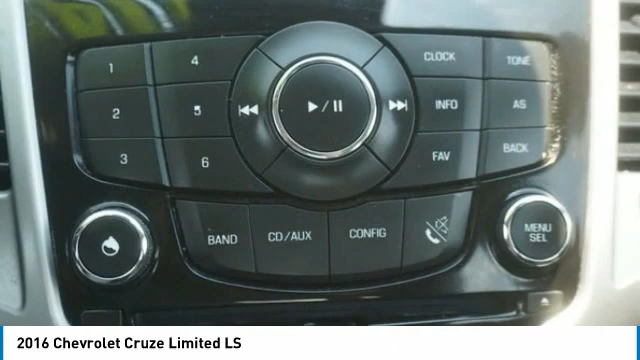 1 4 CLOCK TONE
2 5 INFO AS
3 6 FAV BACK
BAND CD/AUX CONFIG MENU
SEL
2016 Chevrolet Cruze Limited LS